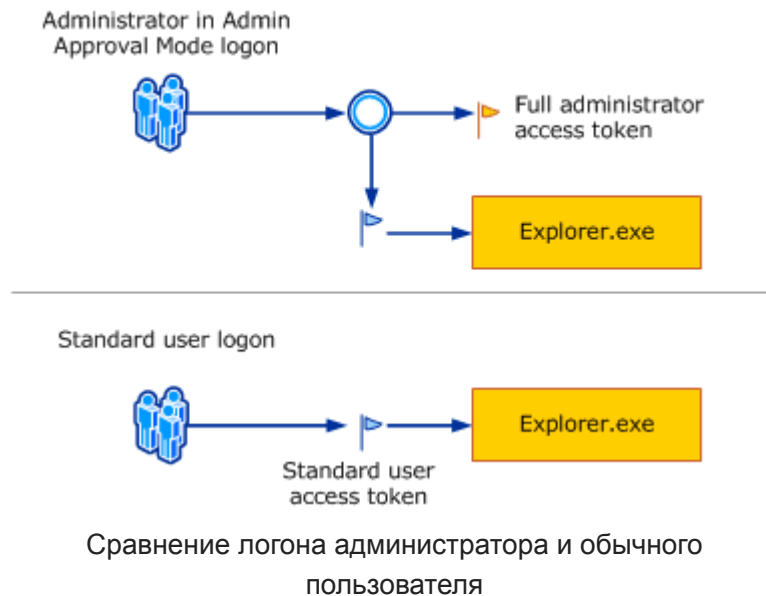 Administrator in Admin
Approval Mode logon
Full administrator
access token
Explorer.exe
Standard user logon
Explorer.exe
Standard user
access token
Сравнение логона администратора и обычного
пользователя